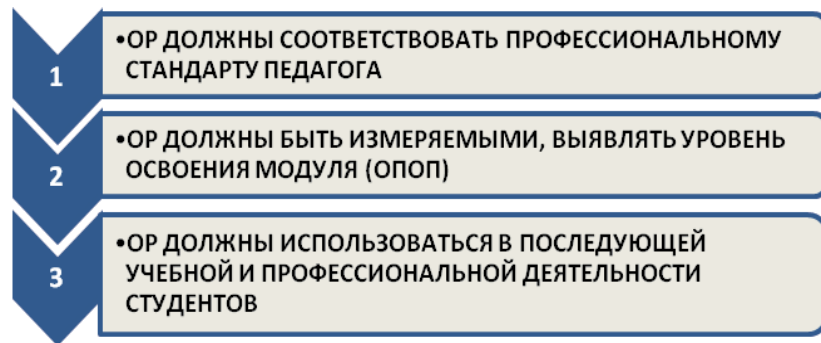 1
•ОР ДОЛЖНЫ СООТВЕТСТВОВАТЬ ПРОФЕССИОНАЛЬНОМУ
СТАНДАРТУ ПЕДАГОГА
2
•ОР ДОЛЖНЫ БЫТЬ ИЗМЕРЯЕМЫМИ, ВЫЯВЛЯТЬ УРОВЕНЬ
ОСВОЕНИЯ МОДУЛЯ (ОПОП)
3
•ОР ДОЛЖНЫ ИСПОЛЬЗОВАТЬСЯ В ПОСЛЕДУЮЩЕЙ
УЧЕБНОЙ И ПРОФЕССИОНАЛЬНОЙ ДЕЯТЕЛЬНОСТИ
СТУДЕНТОВ